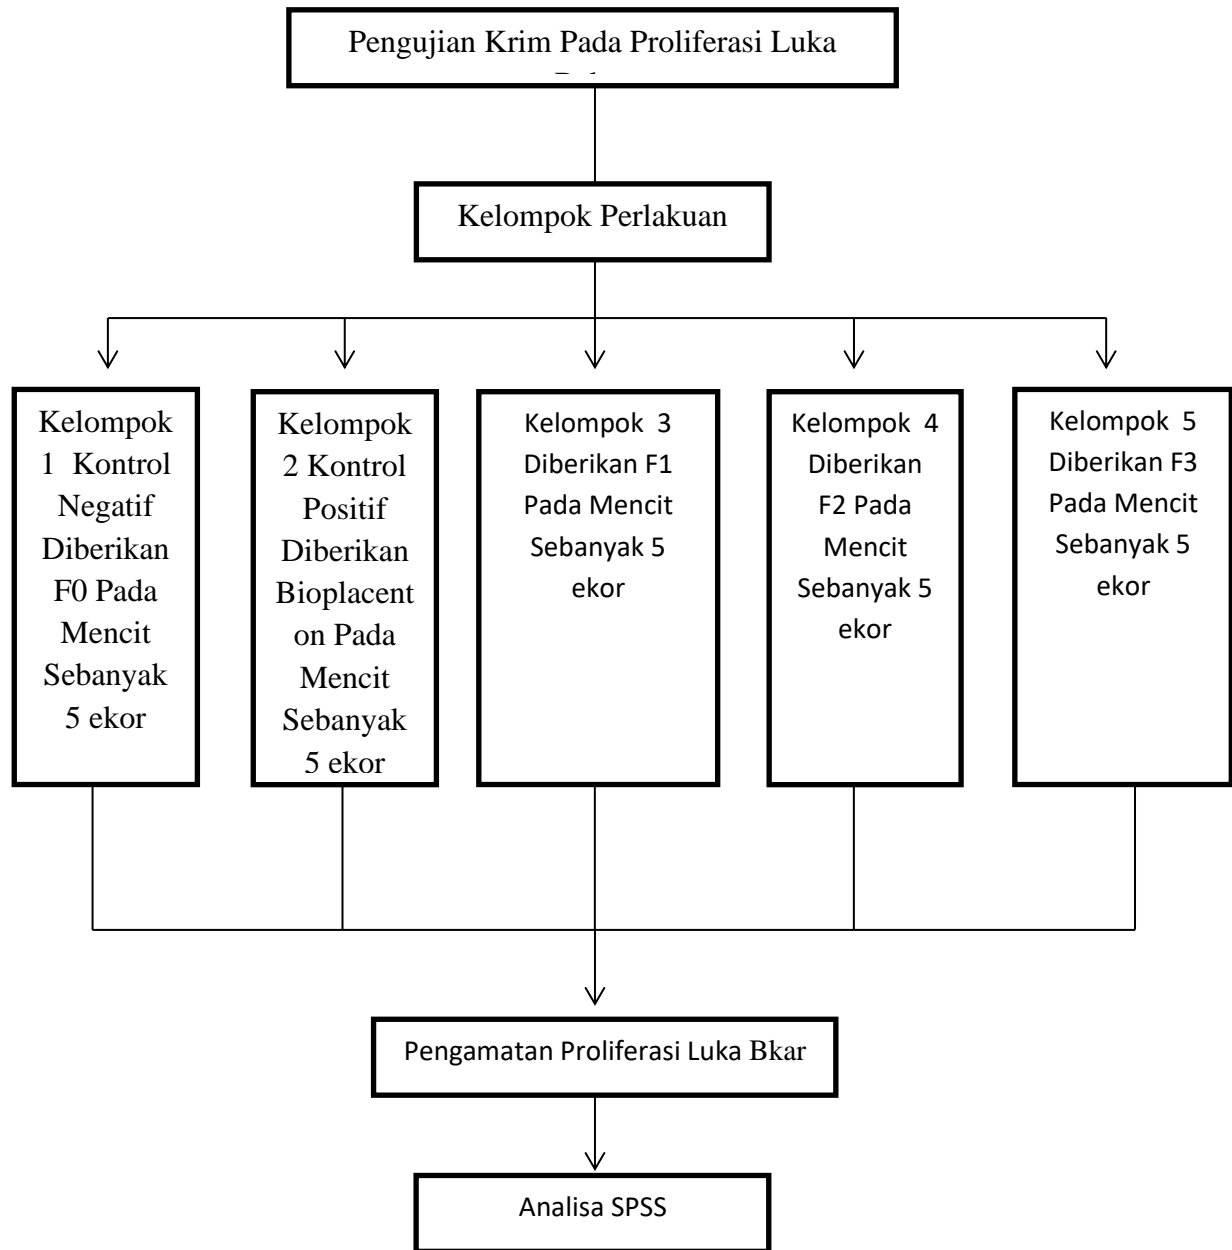 Pengujian Krim Pada Proliferasi Luka
Kelompok Perlakuan
Kelompok
1 Kontrol
Negatif
Diberikan
F0 Pada
Mencit
Sebanyak
5 ekor
Kelompok
2 Kontrol
Positif
Diberikan
Bioplacent
on Pada
Mencit
Sebanyak
5 ekor
Kelompok 3
Diberikan F1
Pada Mencit
Sebanyak 5
ekor
Kelompok 4
Diberikan
F2 Pada
Mencit
Sebanyak 5
ekor
Kelompok 5
Diberikan F3
Pada Mencit
Sebanyak 5
ekor
Pengamatan Proliferasi Luka Bkar
Analisa SPSS